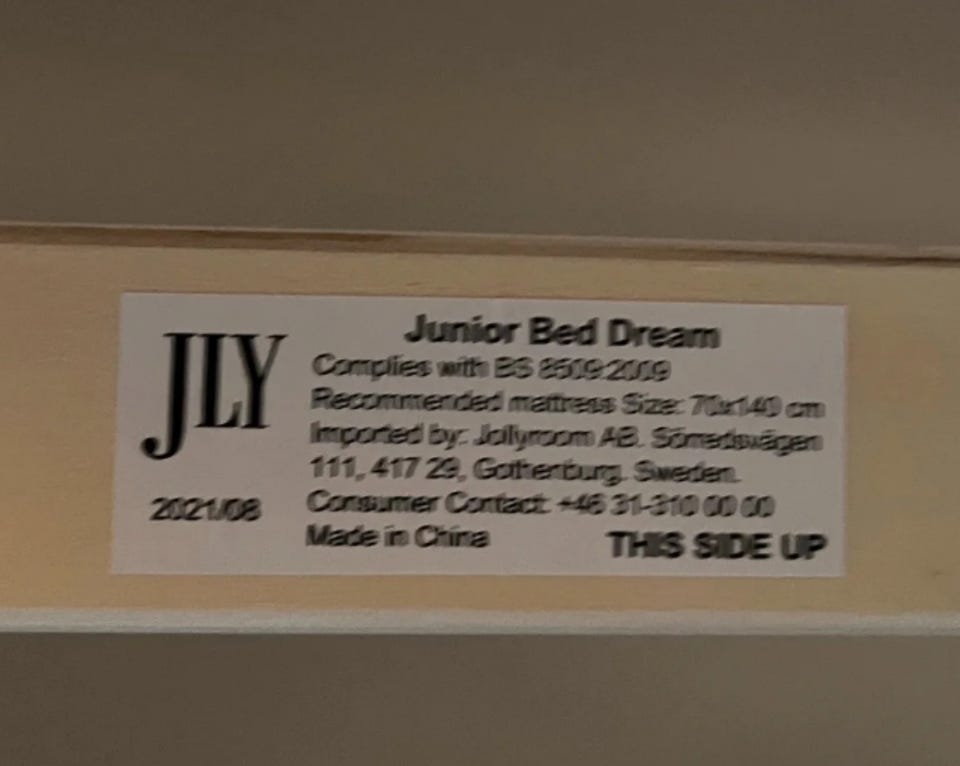 JLY
2021/08
Junior Bed Dream
Complies with BS 8509:2009
Recommended mattress Size: 70x140 cm
Imported by: Jollyroom AB. Sörredsvägen
111, 417 29, Gothenburg. Sweden.
Consumer Contact: +46 31-310 00 00
Made in China
THIS SIDE UP